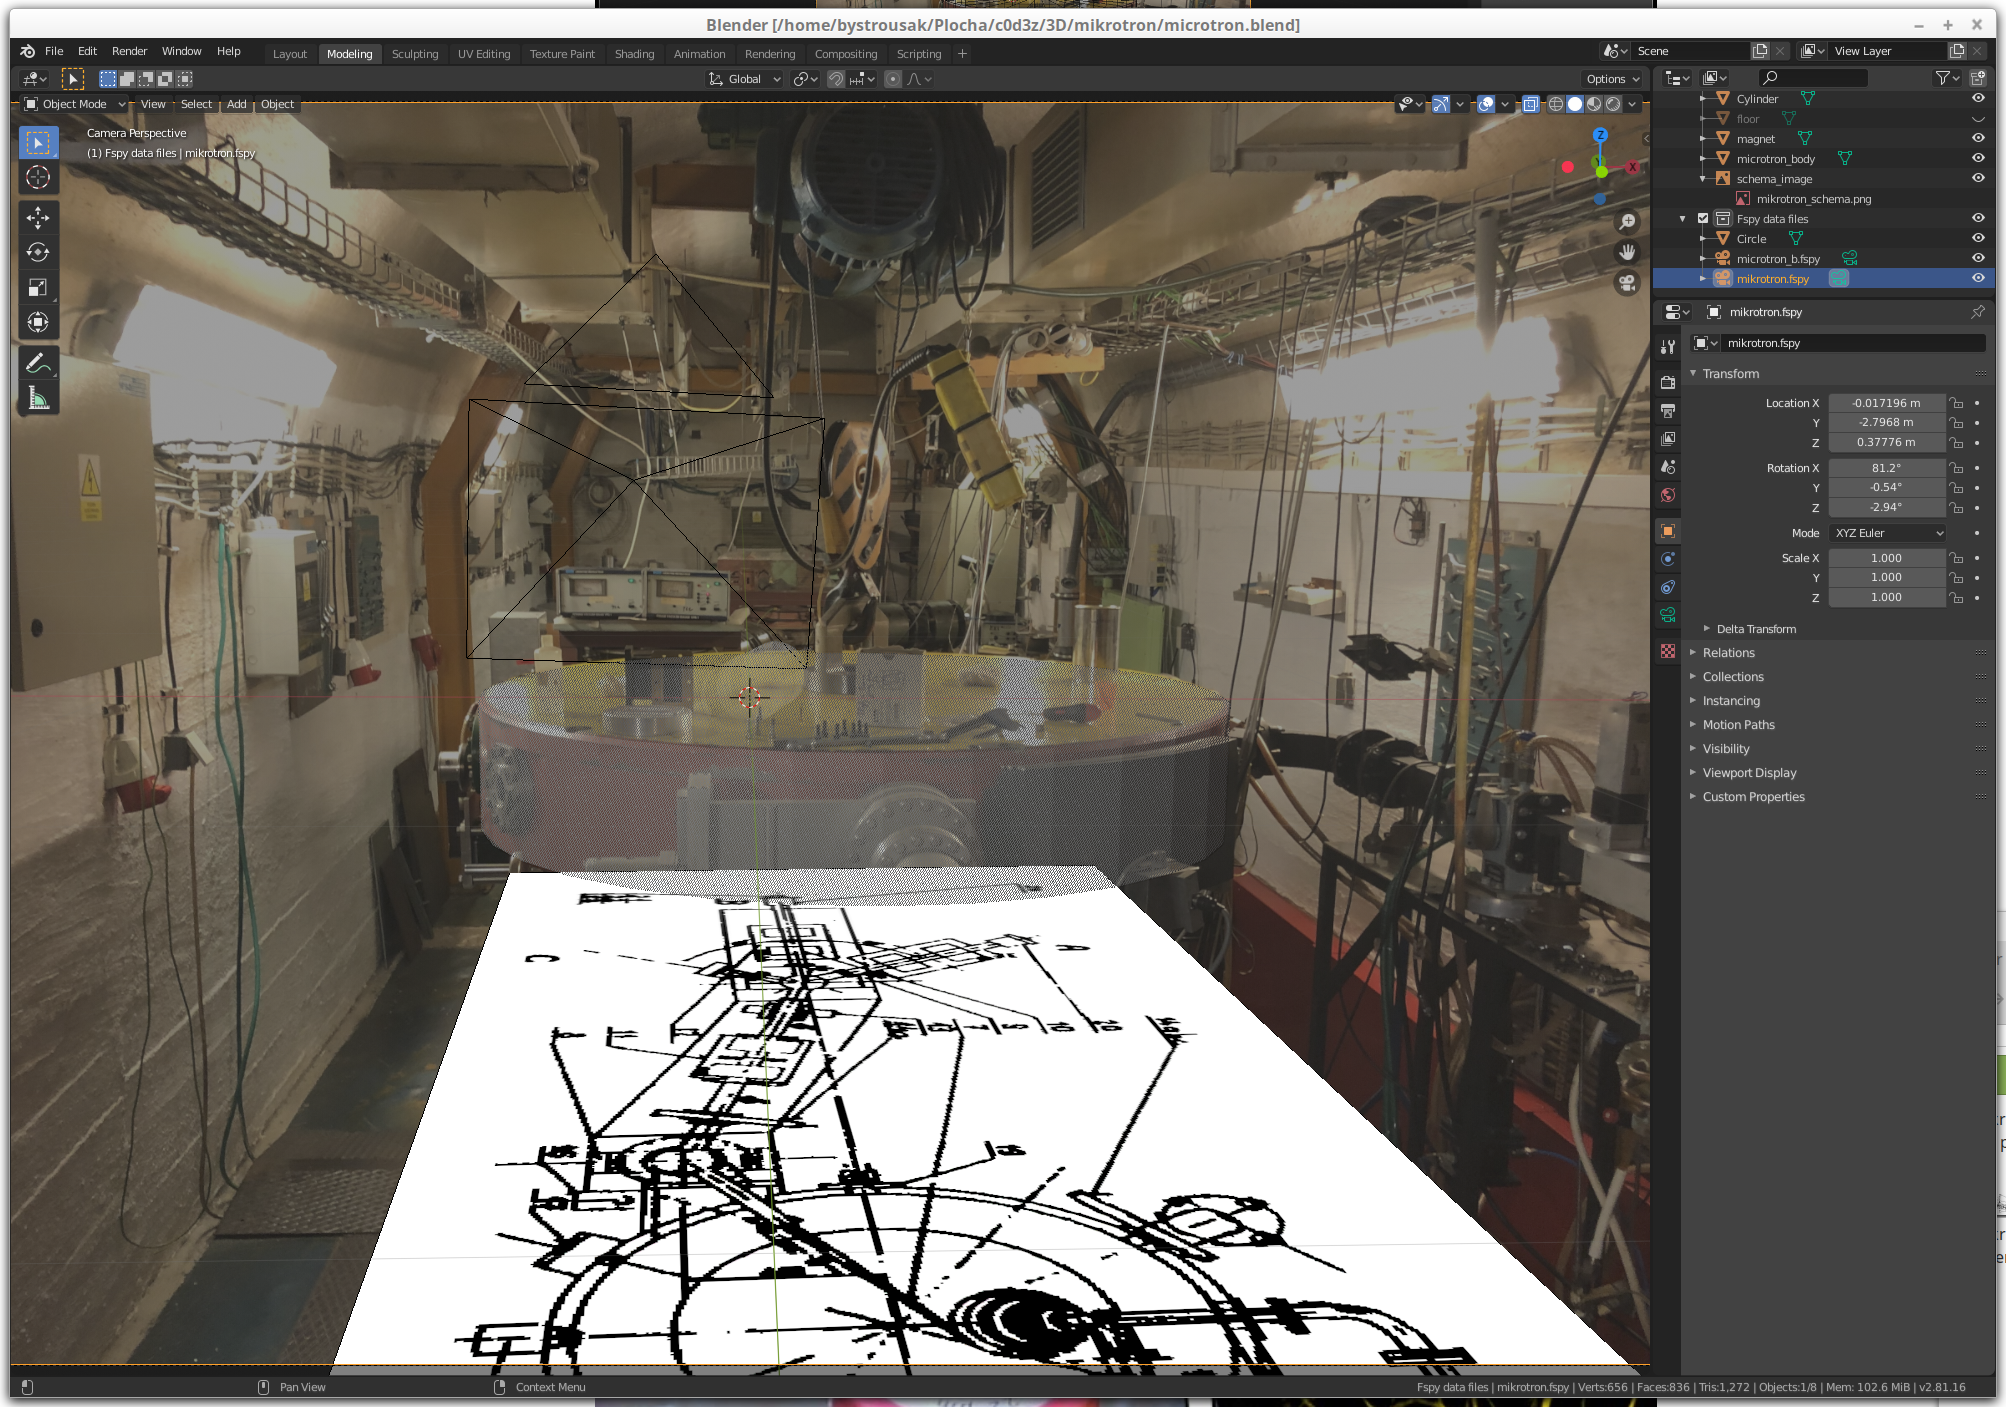 Blender [/home/bystrousak/Plocha/c0d3z/3D/mikrotron/microtron.blend]
File Edit Render Window Help
Layout Modeling Sculpting UV Editing Texture Paint Shading Animation Rendering Compositing Scripting +
Scene
View Layer
Global
Options
Object Mode View Select Add Object
Camera Perspective
(1) Fspy data files | mikrotron.fspy
Z
X
Cylinder
floor
magnet
microtron_body
schema_image
mikrotron_schema.png
Fspy data files
Circle
microtron_b.fspy
mikrotron.fspy
mikrotron.fspy
mikrotron.fspy
Transform
Location X -0.017196 m
Y -2.7968 m
Z 0.37776 m
Rotation X 81.2°
Y -0.54°
Z -2.94°
Mode XYZ Euler
Scale X 1.000
Y 1.000
Z 1.000
Delta Transform
Relations
Collections
Instancing
Motion Paths
Visibility
Viewport Display
Custom Properties
C
A
Pan View
Context Menu
Fspy data files | mikrotron.fspy | Verts:656 | Faces:836 | Tris:1,272 | Objects:1/8 | Mem: 102.6 MiB | v2.81.16